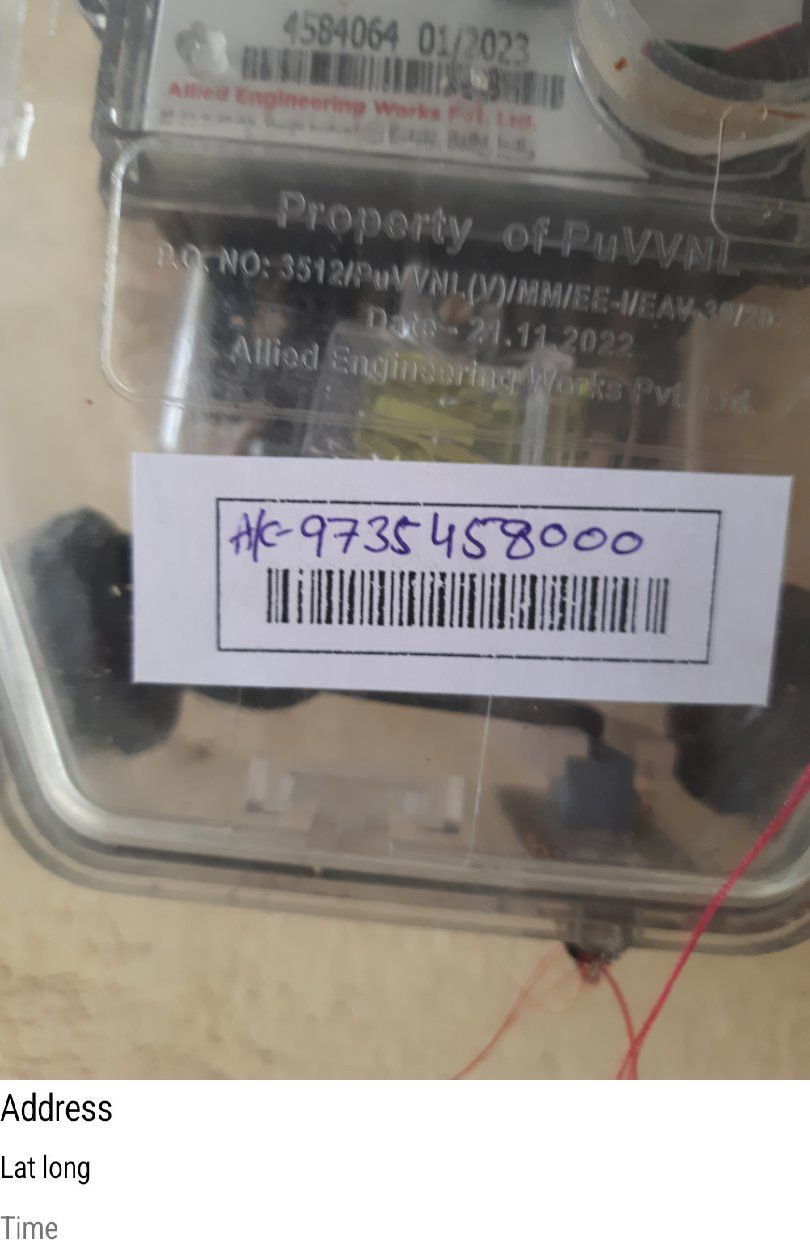 4584064 01/2023
Allied Engineering Works Pvt. Ltd.
Property of PuVVNL
P.O. NO: 3512/PuVVNL(V)/MM/EE-I/EAV-39/20
Date - 21.11.2022
Allied Engineering Works Pvt. Ltd.
A/C-9735458000
Address
Lat long
Time